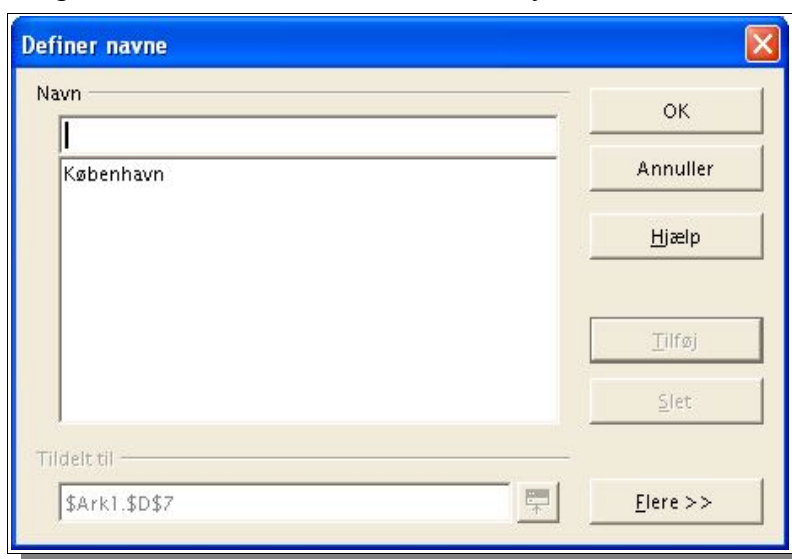 Definer navne
Navn
OK
København
Annuller
Hjælp
Tilføj
Slet
Tildelt til
$Ark1.$D$7
Flere >>